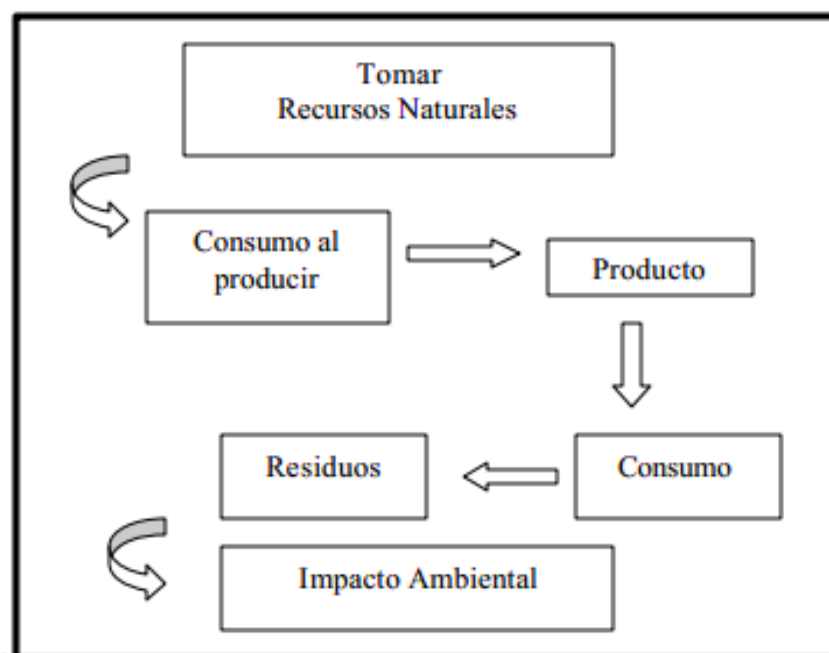 Tomar
Recursos Naturales
Consumo al
producir
Producto
Residuos
Consumo
Impacto Ambiental